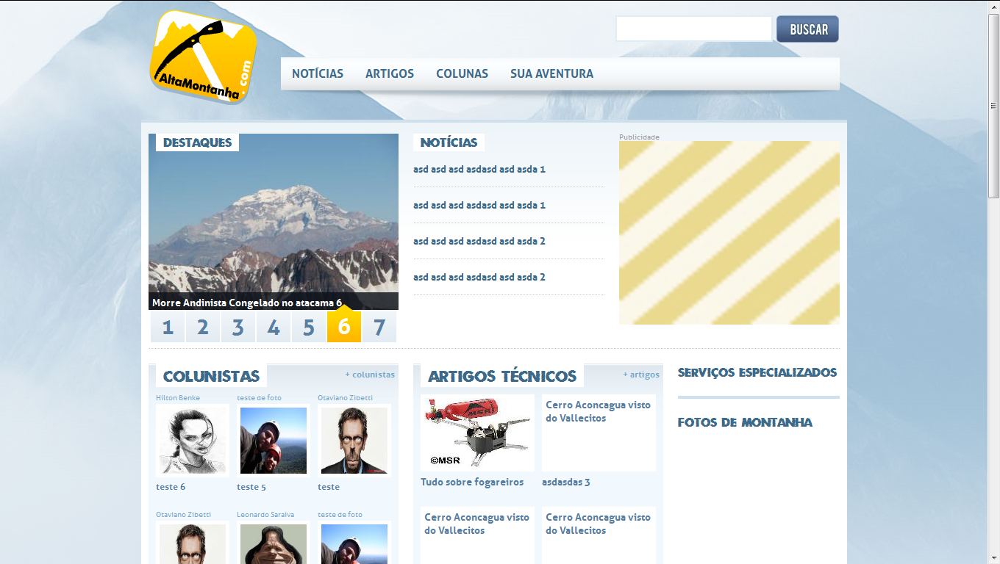 AltaMontanha
.com
BUSCAR
NOTÍCIAS
ARTIGOS
COLUNAS
SUA AVENTURA
DESTAQUES
Morre Andinista Congelado no atacama 6
1 2 3 4 5 6 7
NOTÍCIAS
asd asd asd asdasd asd asda 1
asd asd asd asdasd asd asda 1
asd asd asd asdasd asd asda 2
asd asd asd asdasd asd asda 2
Publicidade
COLUNISTAS
+ colunistas
Hilton Benke
teste de foto
Otaviano Zibetti
teste 6
teste 5
teste
Otaviano Zibetti
Leonardo Saraiva
teste de foto
ARTIGOS TÉCNICOS
+ artigos
MSR
©MSR
Cerro Aconcagua visto
do Vallecitos
Tudo sobre fogareiros
asdasdas 3
Cerro Aconcagua visto
do Vallecitos
Cerro Aconcagua visto
do Vallecitos
SERVIÇOS ESPECIALIZADOS
FOTOS DE MONTANHA